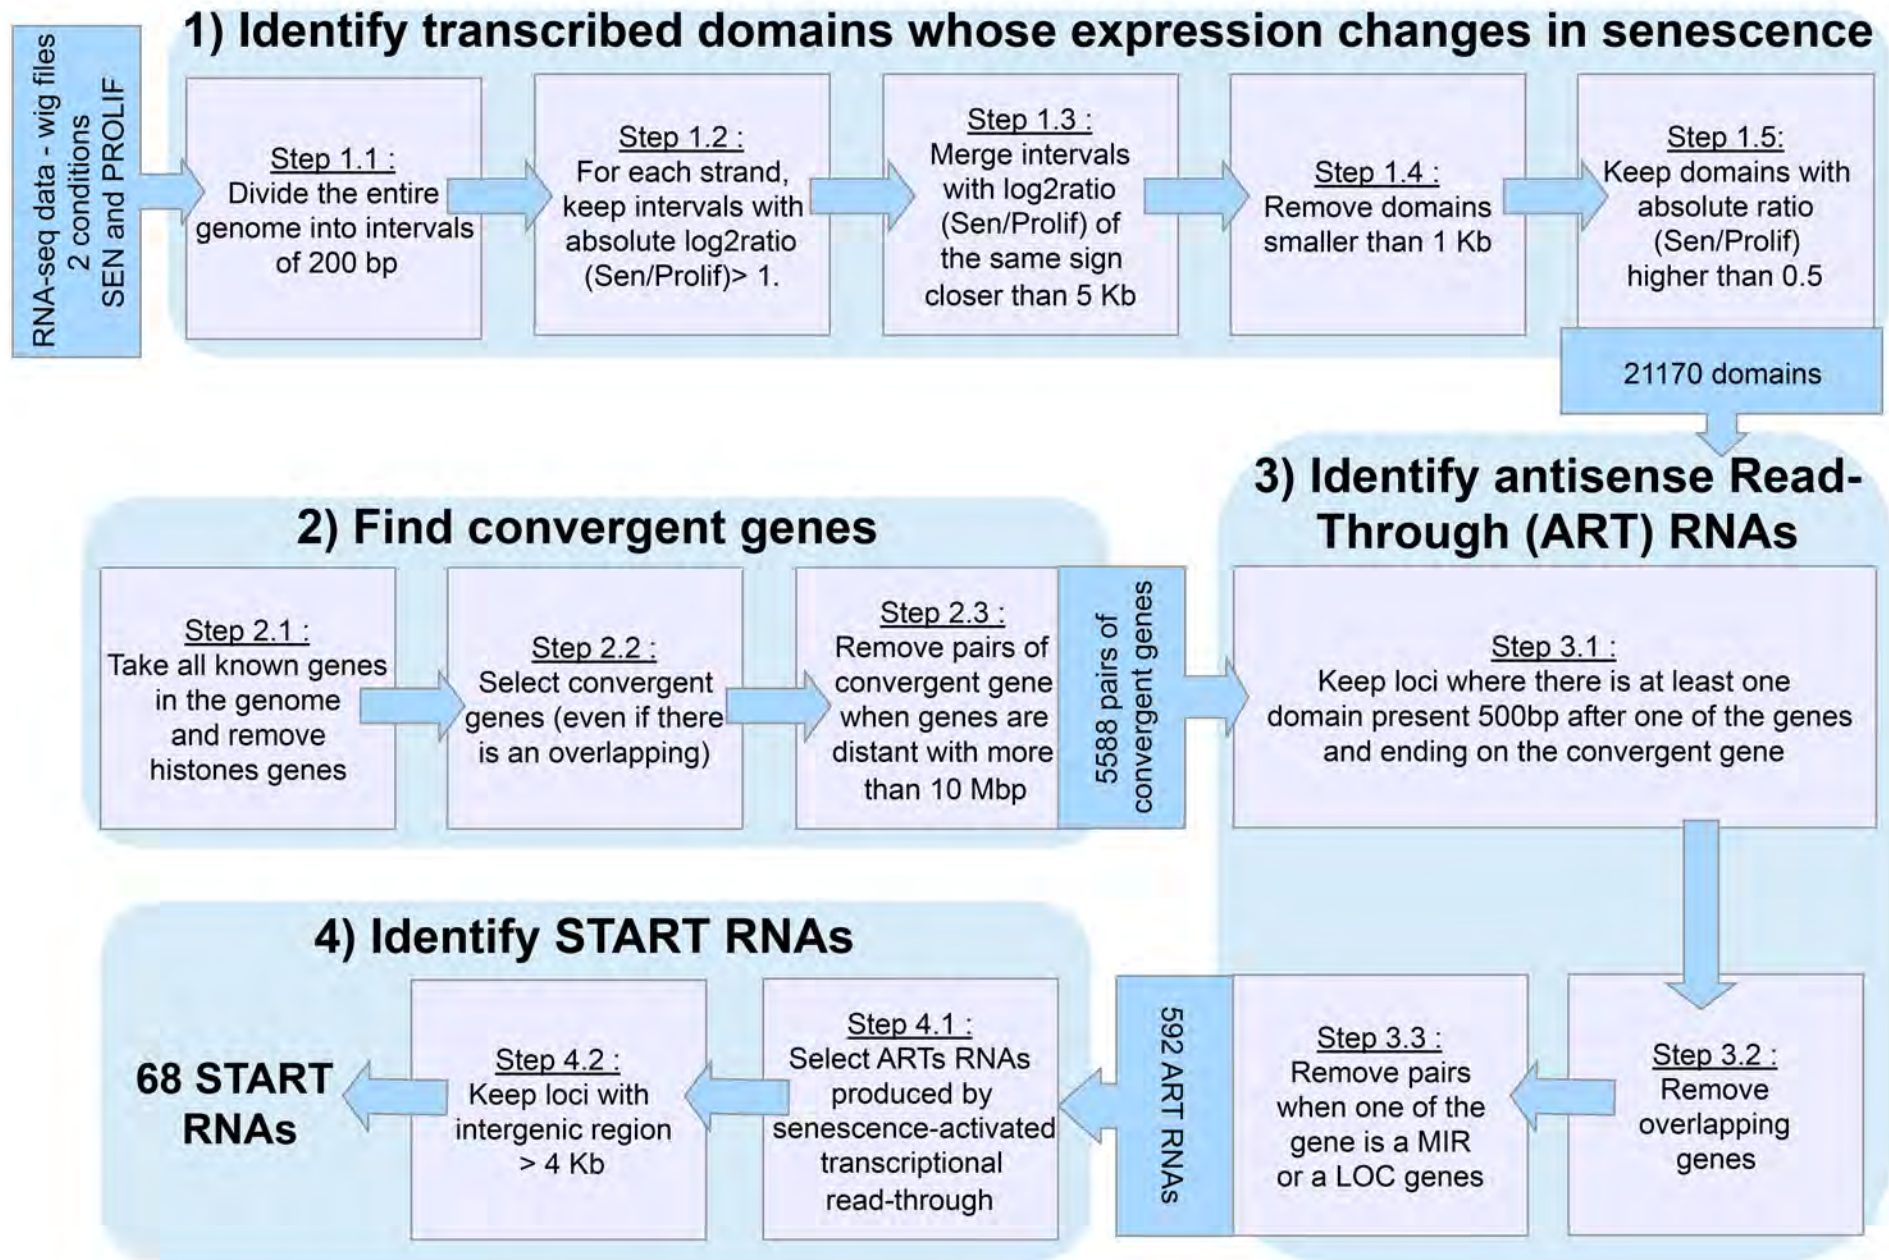 1) Identify transcribed domains whose expression changes in senescence
RNA-seq data - wig files
2 conditions
SEN and PROLIF
Step 1.1 :
Divide the entire
genome into intervals
of 200 bp
Step 1.2 :
For each strand,
keep intervals with
absolute log2ratio
(Sen/Prolif)> 1.
Step 1.3 :
Merge intervals
with log2ratio
(Sen/Prolif) of
the same sign
closer than 5 Kb
Step 1.4 :
Remove domains
smaller than 1 Kb
Step 1.5:
Keep domains with
absolute ratio
(Sen/Prolif)
higher than 0.5
21170 domains
2) Find convergent genes
Step 2.1 :
Take all known genes
in the genome
and remove
histones genes
Step 2.2 :
Select convergent
genes (even if there
is an overlapping)
Step 2.3 :
Remove pairs of
convergent gene
when genes are
distant with more
than 10 Mbp
5588 pairs of
convergent genes
3) Identify antisense Read-
Through (ART) RNAs
Step 3.1 :
Keep loci where there is at least one
domain present 500bp after one of the genes
and ending on the convergent gene
Step 3.2 :
Remove
overlapping
genes
Step 3.3 :
Remove pairs
when one of the
gene is a MIR
or a LOC genes
592 ART RNAs
4) Identify START RNAs
Step 4.1 :
Select ARTs RNAs
produced by
senescence-activated
transcriptional
read-through
Step 4.2 :
Keep loci with
intergenic region
> 4 Kb
68 START
RNAs